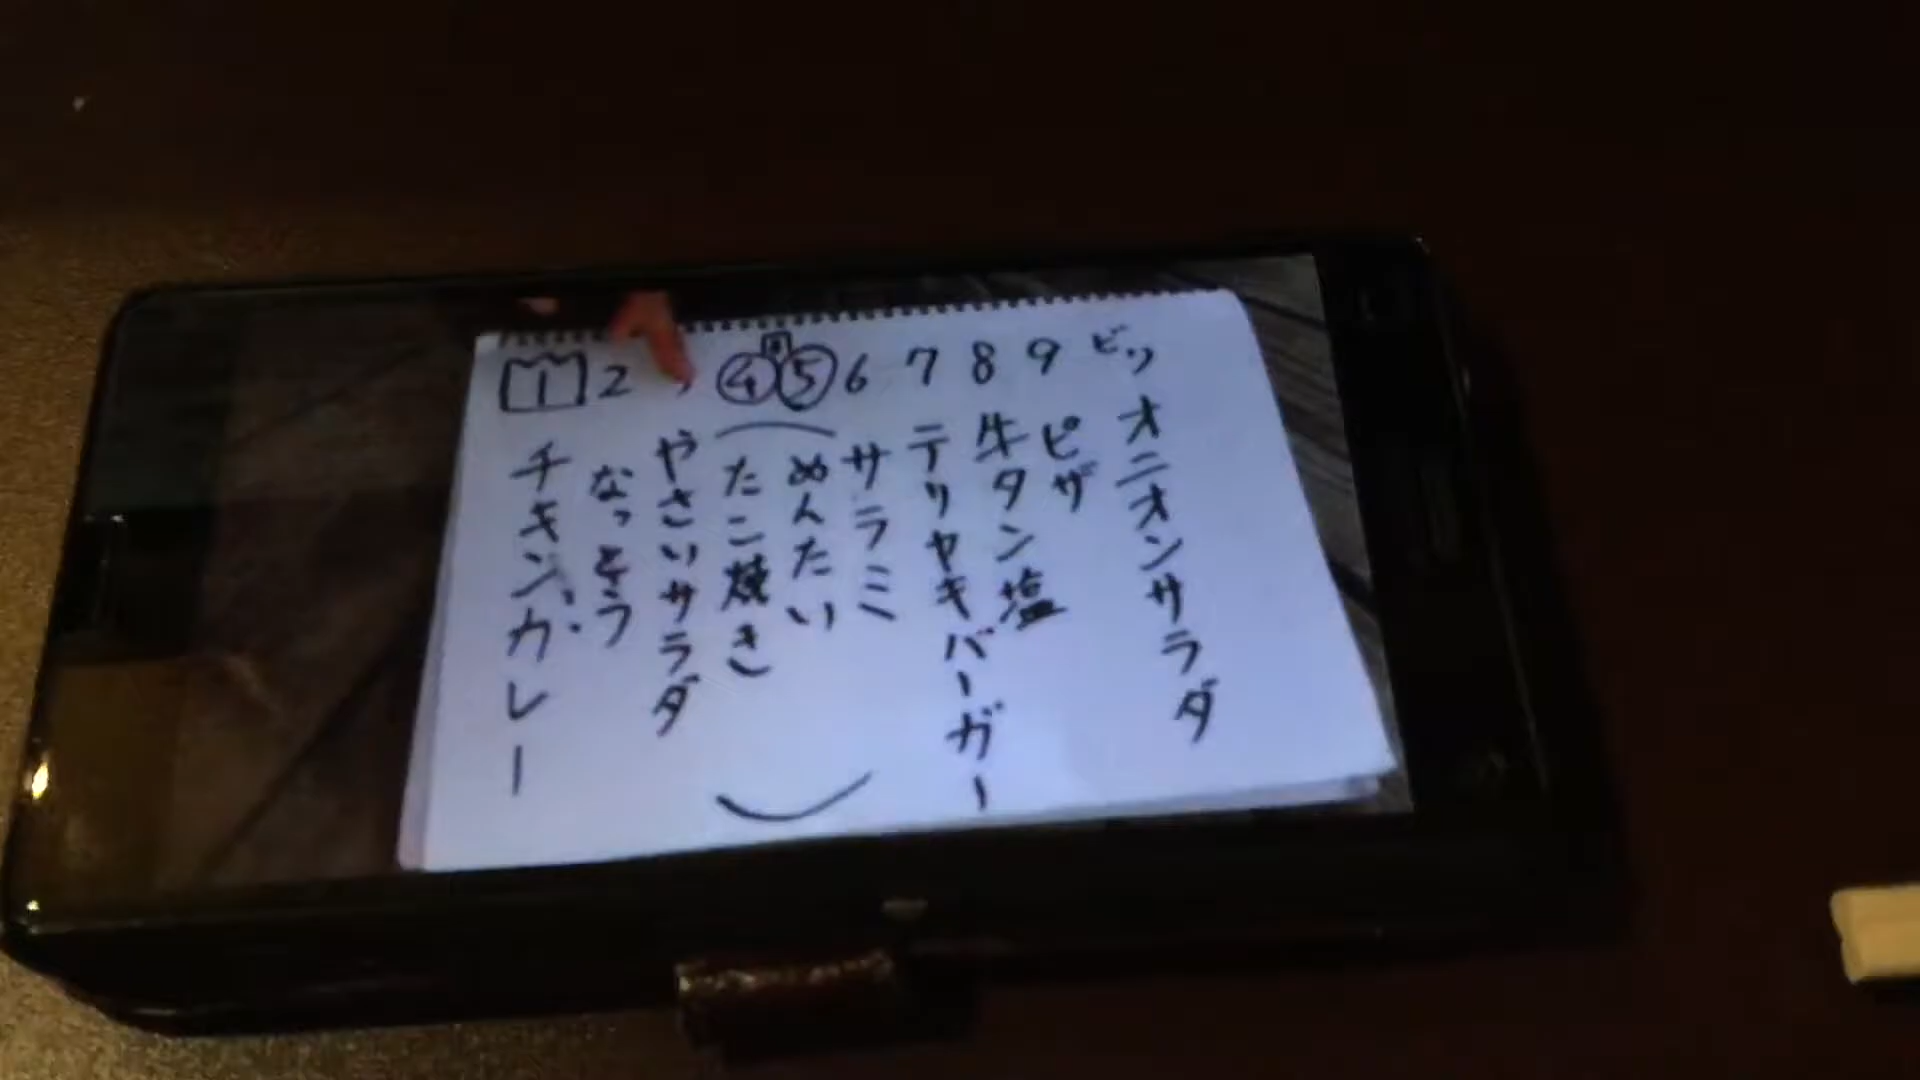 1 2 3 4 5 6 7 8 9 ビリ
チキンカレー
なっとう
やさいサラダ
たこ焼き
めんたい
サラミ
テリヤキバーガー
牛タン塩
ピザ
オニオンサラダ